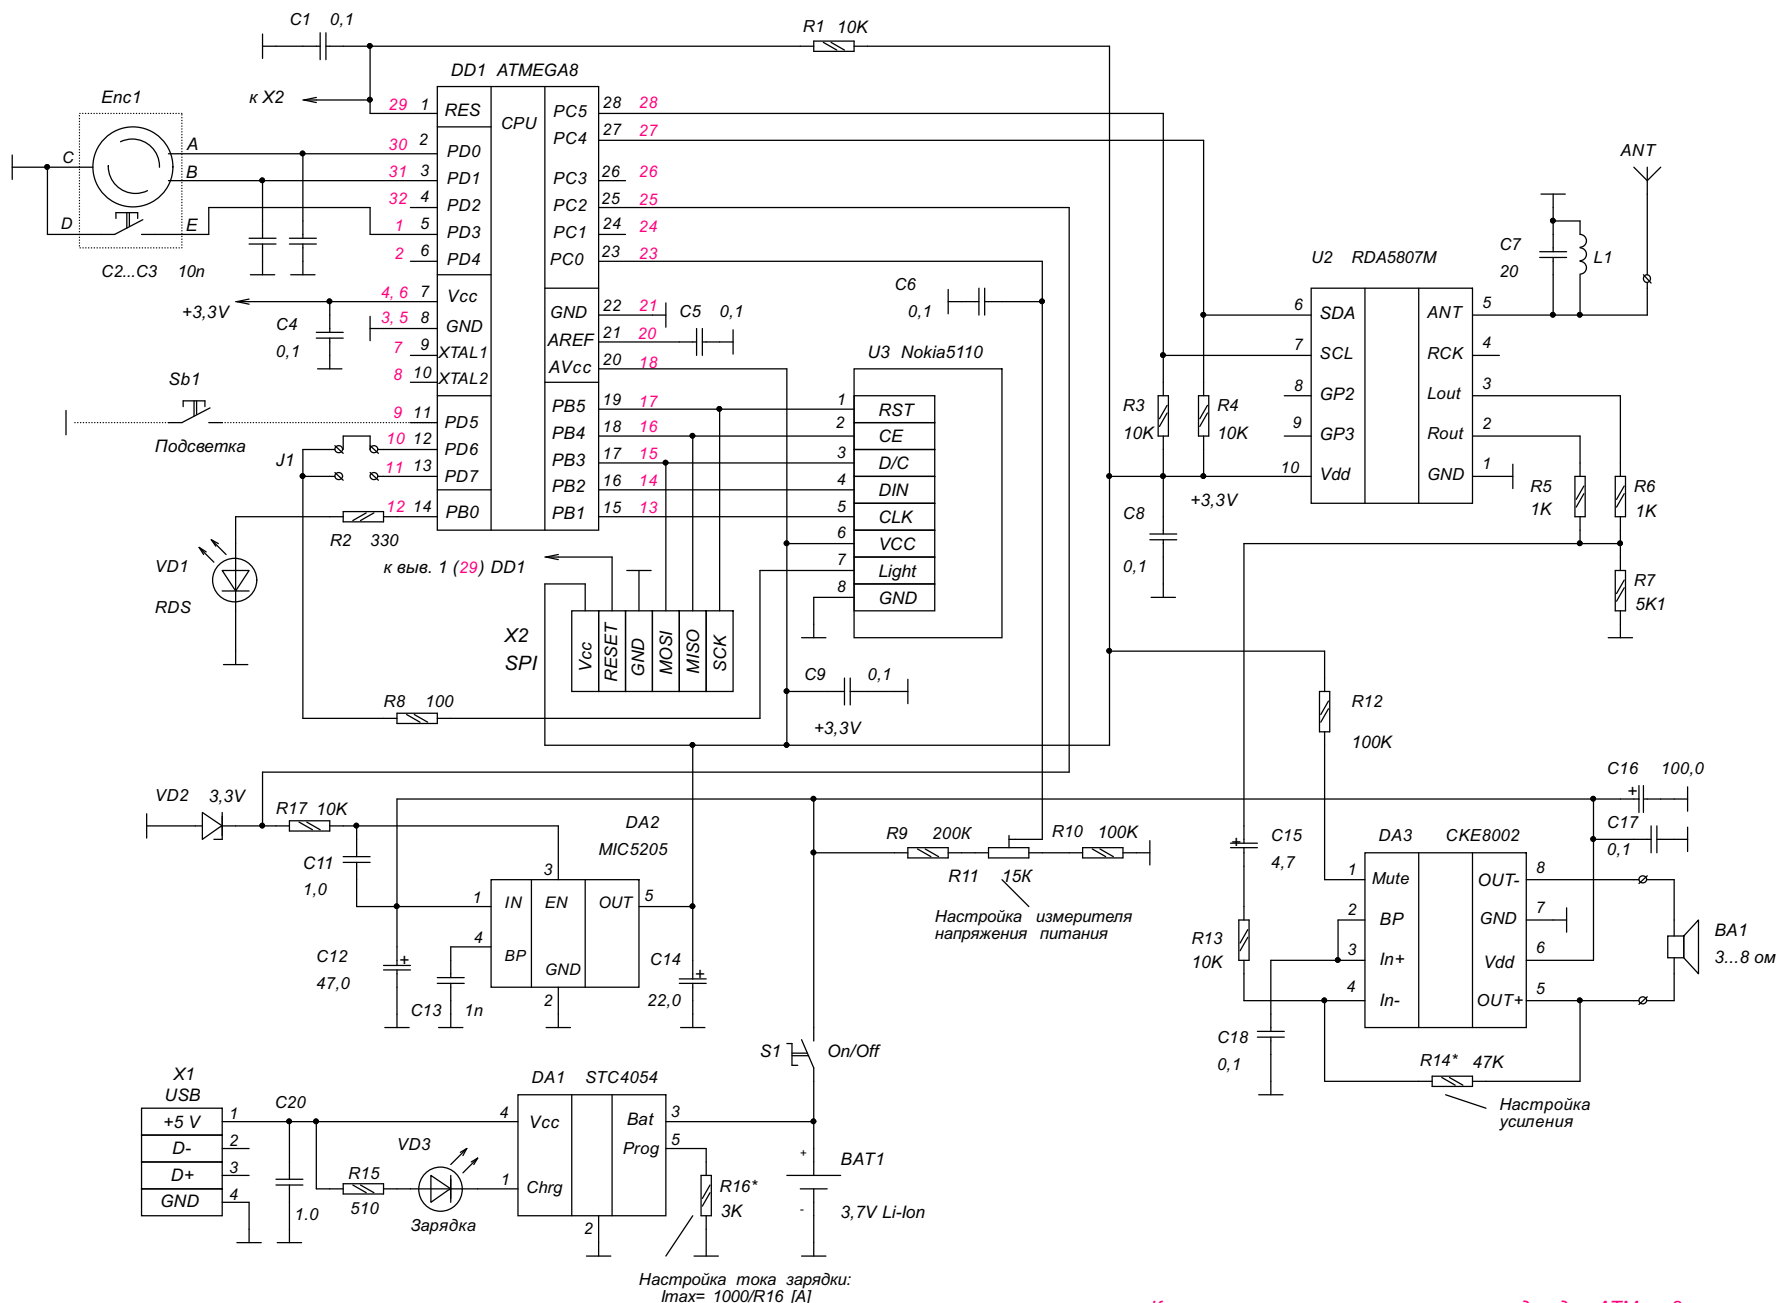 C1 0,1
R1 10K
DD1 ATMEGA8
к X2
29 1 RES
CPU
PC5 28 28
PC4 27 27
Enc1
A
B
C
D
E
30 2 PD0
31 3 PD1
32 4 PD2
1 5 PD3
2 6 PD4
PC3 26 26
PC2 25 25
PC1 24 24
PC0 23 23
C2...C3 10n
+3,3V
C4
0,1
4, 6 7 Vcc
3, 5 8 GND
7 9 XTAL1
8 10 XTAL2
GND 22 21
AREF 21 20
AVcc 20 18
C5 0,1
C6
0,1
Sb1
Подсветка
J1
9 11 PD5
10 12 PD6
11 13 PD7
12 14 PB0
PB5 19 17
PB4 18 16
PB3 17 15
PB2 16 14
PB1 15 13
U3 Nokia5110
1 RST
2 CE
3 D/C
4 DIN
5 CLK
6 VCC
7 Light
8 GND
R2 330
VD1
RDS
к выв. 1 (29) DD1
X2
SPI
Vcc
RESET
GND
MOSI
MISO
SCK
R8 100
C9 0,1
+3,3V
ANT
U2 RDA5807M
C7
20
L1
6 SDA
7 SCL
8 GP2
9 GP3
10 Vdd
ANT 5
RCK 4
Lout 3
Rout 2
GND 1
R3
10K
R4
10K
+3,3V
C8
0,1
R5
1K
R6
1K
R7
5K1
R12
100K
VD2 3,3V
R17 10K
C11
1,0
DA2
MIC5205
3
1 IN
EN
OUT 5
4 BP
GND
2
C12
47,0
C13 1n
C14
22,0
R9 200K
R10 100K
R11 15K
Настройка измерителя
напряжения питания
C15
4,7
R13
10K
C16 100,0
C17
0,1
DA3 CKE8002
1 Mute
2 BP
3 In+
4 In-
OUT- 8
GND 7
Vdd 6
OUT+ 5
BA1
3...8 ом
C18
0,1
R14* 47K
Настройка
усиления
S1 On/Off
X1
USB
+5 V 1
D- 2
D+ 3
GND 4
C20
1.0
R15
510
VD3
Зарядка
DA1 STC4054
4 Vcc
1 Chrg
Bat 3
Prog 5
2
R16*
3K
BAT1
3,7V Li-Ion
Настройка тока зарядки:
Imax= 1000/R16 [A]